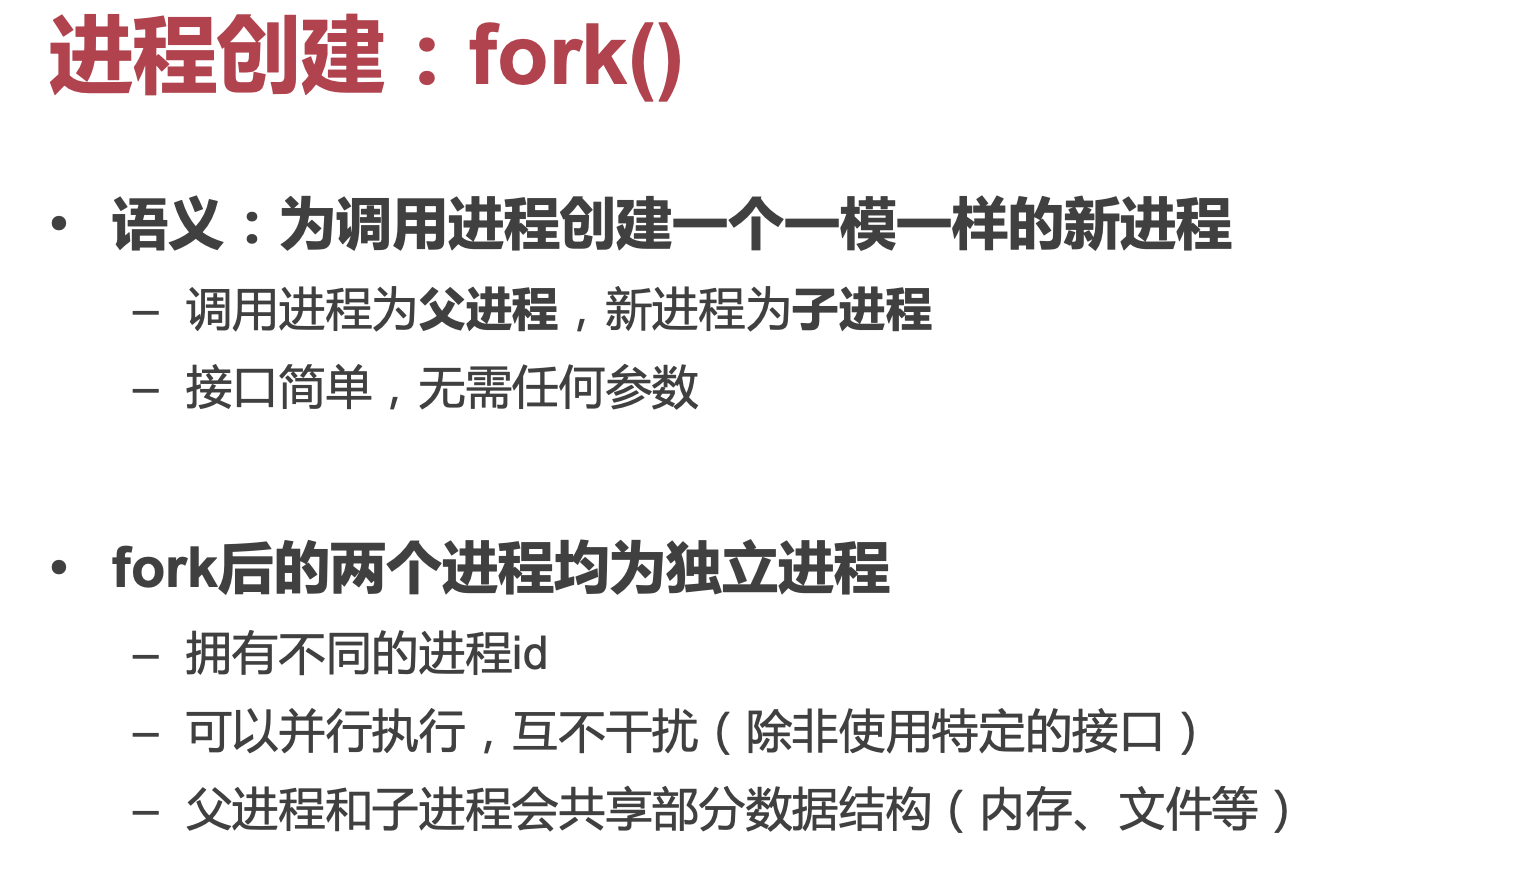 进程创建：fork()
• 语义：为调用进程创建一个一模一样的新进程
– 调用进程为父进程，新进程为子进程
– 接口简单，无需任何参数
• fork后的两个进程均为独立进程
– 拥有不同的进程id
– 可以并行执行，互不干扰（除非使用特定的接口）
– 父进程和子进程会共享部分数据结构（内存、文件等）